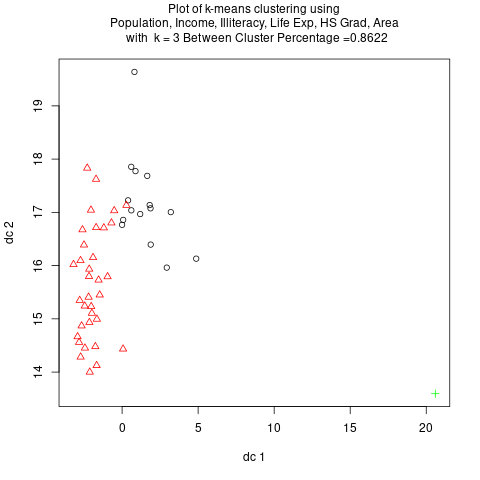 Plot of k-means clustering using
Population, Income, Illiteracy, Life Exp, HS Grad, Area
with k = 3 Between Cluster Percentage =0.8622
19
18
17
16
15
14
dc 2
0 5 10 15 20
dc 1